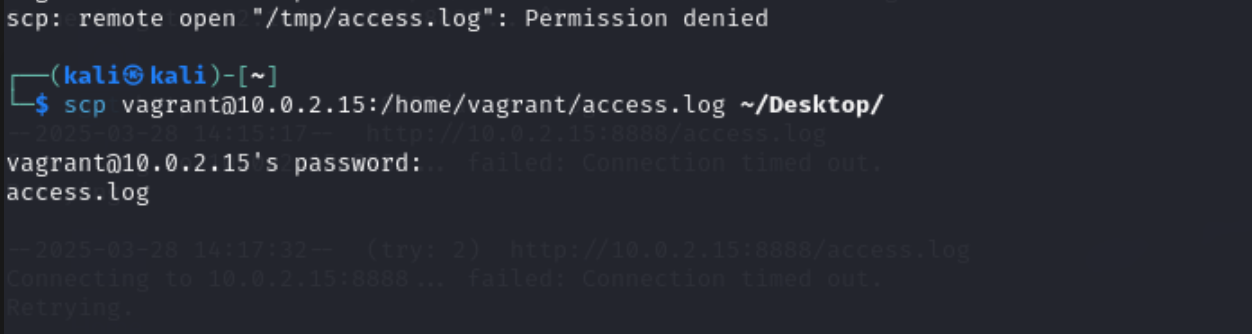 scp: remote open "/tmp/access.log": Permission denied
┌──(kali㉿kali)-[~]
└─$ scp vagrant@10.0.2.15:/home/vagrant/access.log ~/Desktop/
--2025-03-28 14:15:17--  http://10.0.2.15:8888/access.log
vagrant@10.0.2.15's password:
... failed: Connection timed out.
access.log
--2025-03-28 14:17:32--  (try: 2)  http://10.0.2.15:8888/access.log
Connecting to 10.0.2.15:8888... failed: Connection timed out.
Retrying.